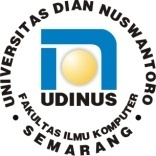 UNIVERSITAS DIAN NUSWANTORO
UDINUS
FAKULTAS ILMU KOMPUTER
• SEMARANG •